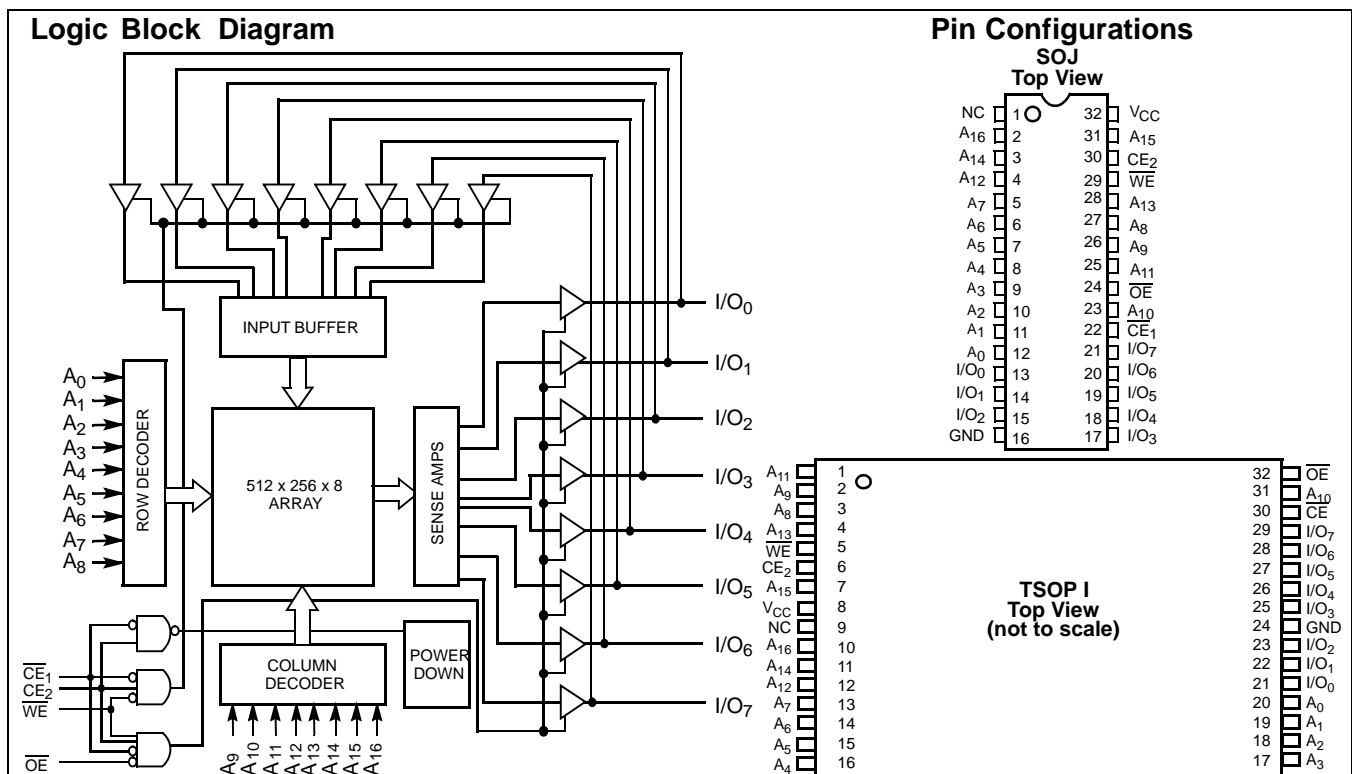 Logic Block Diagram
INPUT BUFFER
A0
A1
A2
A3
A4
A5
A6
A7
A8
ROW DECODER
512 x 256 x 8
ARRAY
SENSE AMPS
COLUMN
DECODER
POWER
DOWN
C̅E̅1
CE2
W̅E̅
O̅E̅
A9
A10
A11
A12
A13
A14
A15
A16
I/O0
I/O1
I/O2
I/O3
I/O4
I/O5
I/O6
I/O7
Pin Configurations
SOJ
Top View
NC 1 32 VCC
A16 2 31 A15
A14 3 30 CE2
A12 4 29 W̅E̅
A7 5 28 A13
A6 6 27 A8
A5 7 26 A9
A4 8 25 A11
A3 9 24 O̅E̅
A2 10 23 A10
A1 11 22 C̅E̅1
A0 12 21 I/O7
I/O0 13 20 I/O6
I/O1 14 19 I/O5
I/O2 15 18 I/O4
GND 16 17 I/O3
TSOP I
Top View
(not to scale)
A11 1 32 O̅E̅
A9 2 31 A10
A8 3 30 C̅E̅
A13 4 29 I/O7
W̅E̅ 5 28 I/O6
CE2 6 27 I/O5
A15 7 26 I/O4
VCC 8 25 I/O3
NC 9 24 GND
A16 10 23 I/O2
A14 11 22 I/O1
A12 12 21 I/O0
A7 13 20 A0
A6 14 19 A1
A5 15 18 A2
A4 16 17 A3